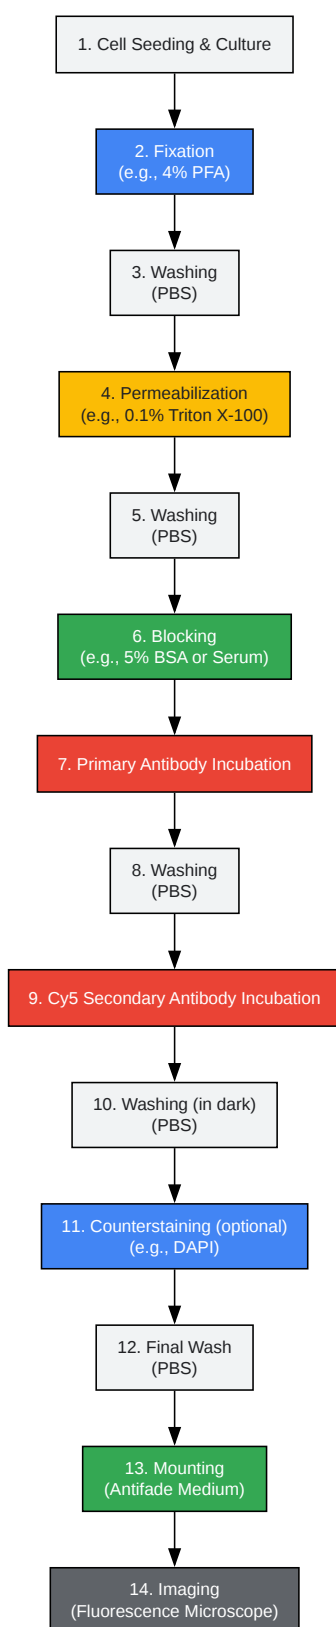 1. Cell Seeding & Culture
2. Fixation
(e.g., 4% PFA)
3. Washing
(PBS)
4. Permeabilization
(e.g., 0.1% Triton X-100)
5. Washing
(PBS)
6. Blocking
(e.g., 5% BSA or Serum)
7. Primary Antibody Incubation
8. Washing
(PBS)
9. Cy5 Secondary Antibody Incubation
10. Washing (in dark)
(PBS)
11. Counterstaining (optional)
(e.g., DAPI)
12. Final Wash
(PBS)
13. Mounting
(Antifade Medium)
14. Imaging
(Fluorescence Microscope)